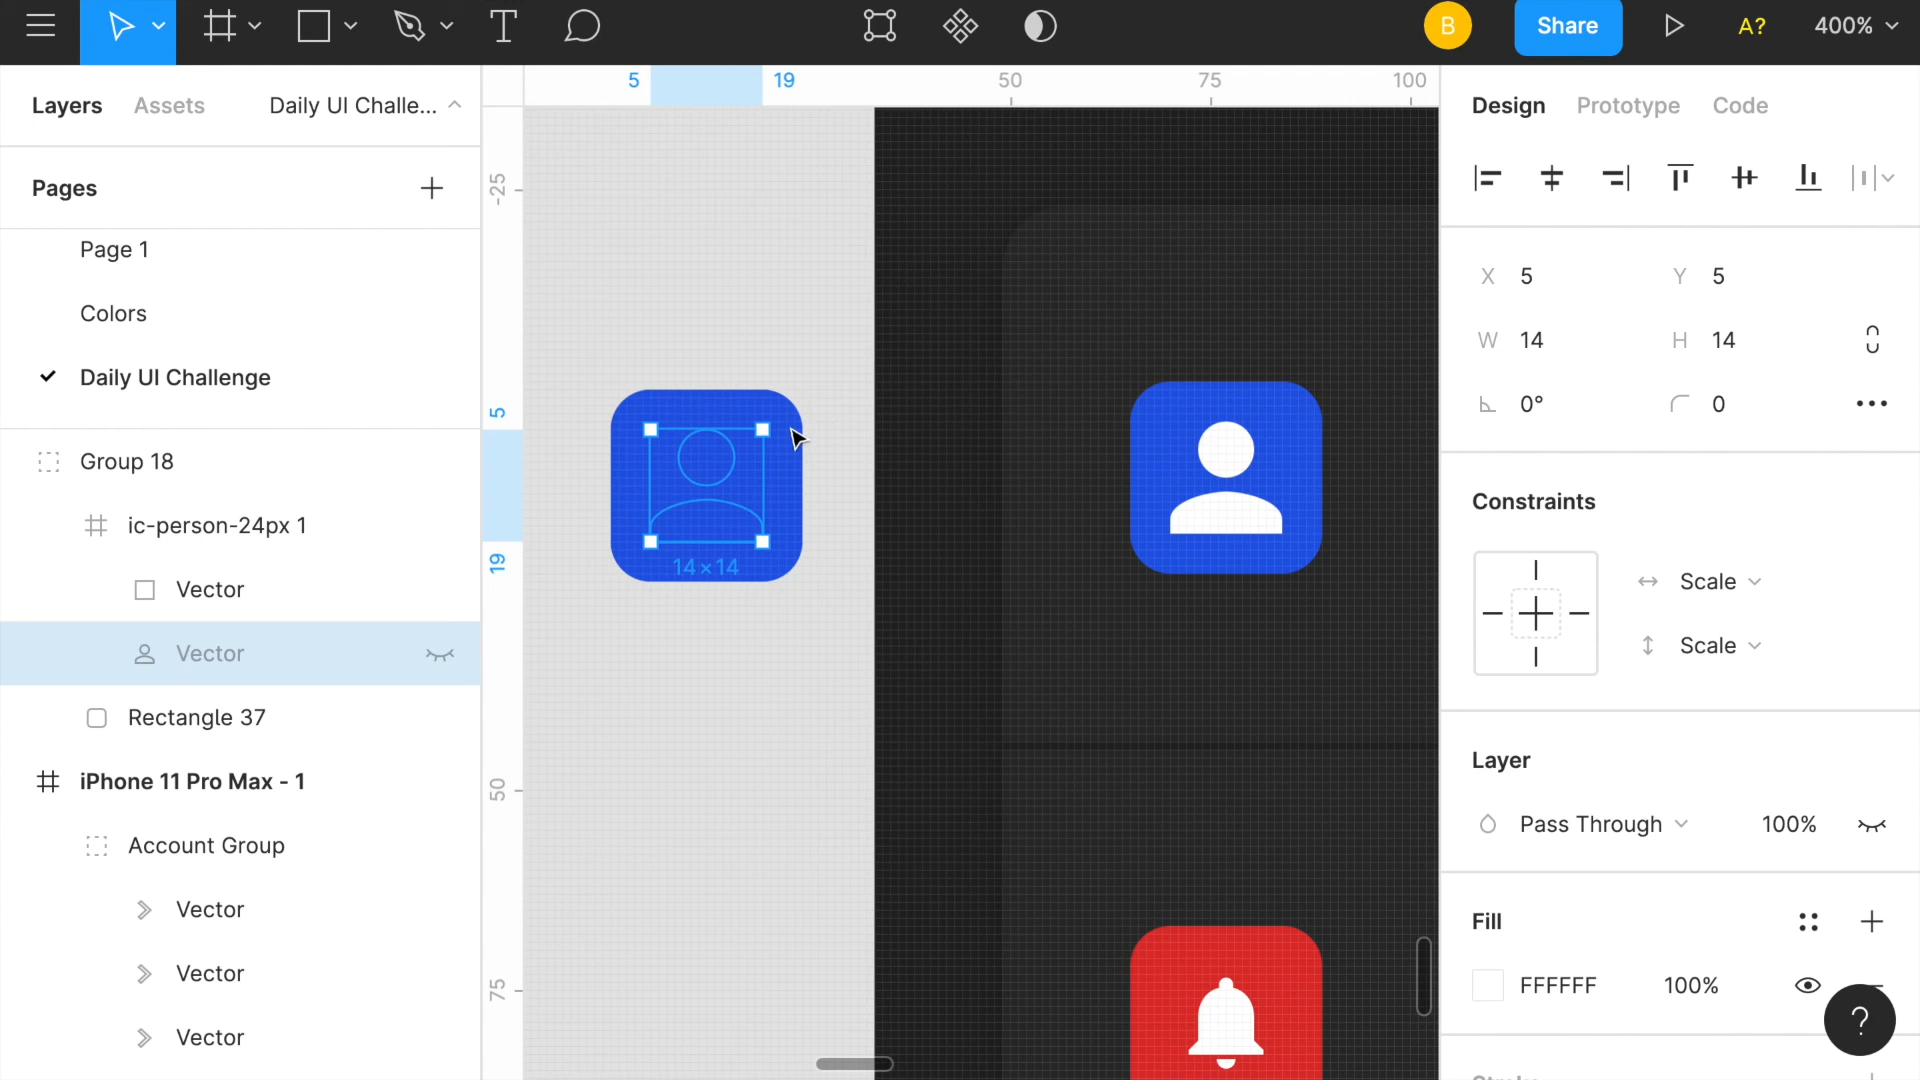 T
B
Share
A?
400%
Layers
Assets
Daily UI Challe...
5
19
50
75
100
Design
Prototype
Code
Pages
Page 1
Colors
Daily UI Challenge
-25
5
19
50
75
14 × 14
Group 18
ic-person-24px 1
Vector
Vector
Rectangle 37
iPhone 11 Pro Max - 1
Account Group
Vector
Vector
Vector
X 5
Y 5
W 14
H 14
0°
0
Constraints
Scale
Scale
Layer
Pass Through
100%
Fill
FFFFFF
100%
?